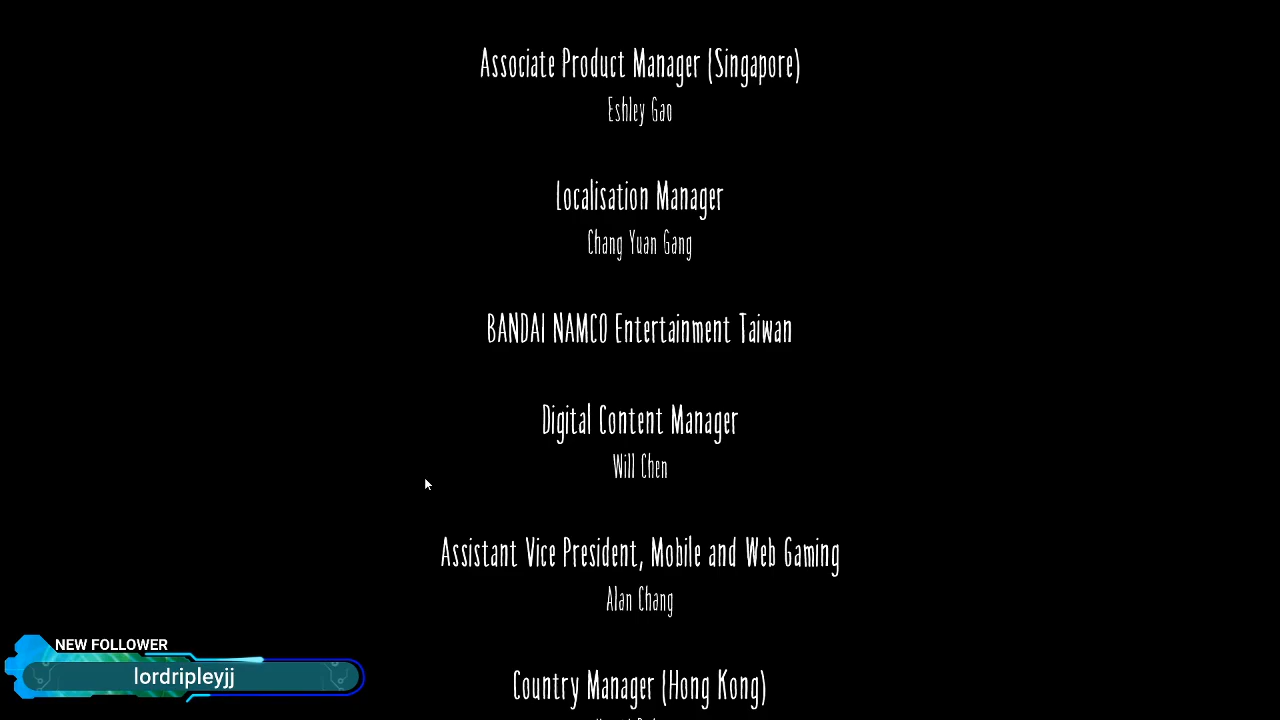 Associate Product Manager (Singapore)
Eshley Gao
Localisation Manager
Chang Yuan Gang
BANDAI NAMCO Entertainment Taiwan
Digital Content Manager
Will Chen
Assistant Vice President, Mobile and Web Gaming
Alan Chang
Country Manager (Hong Kong)
NEW FOLLOWER
lordripleyjj